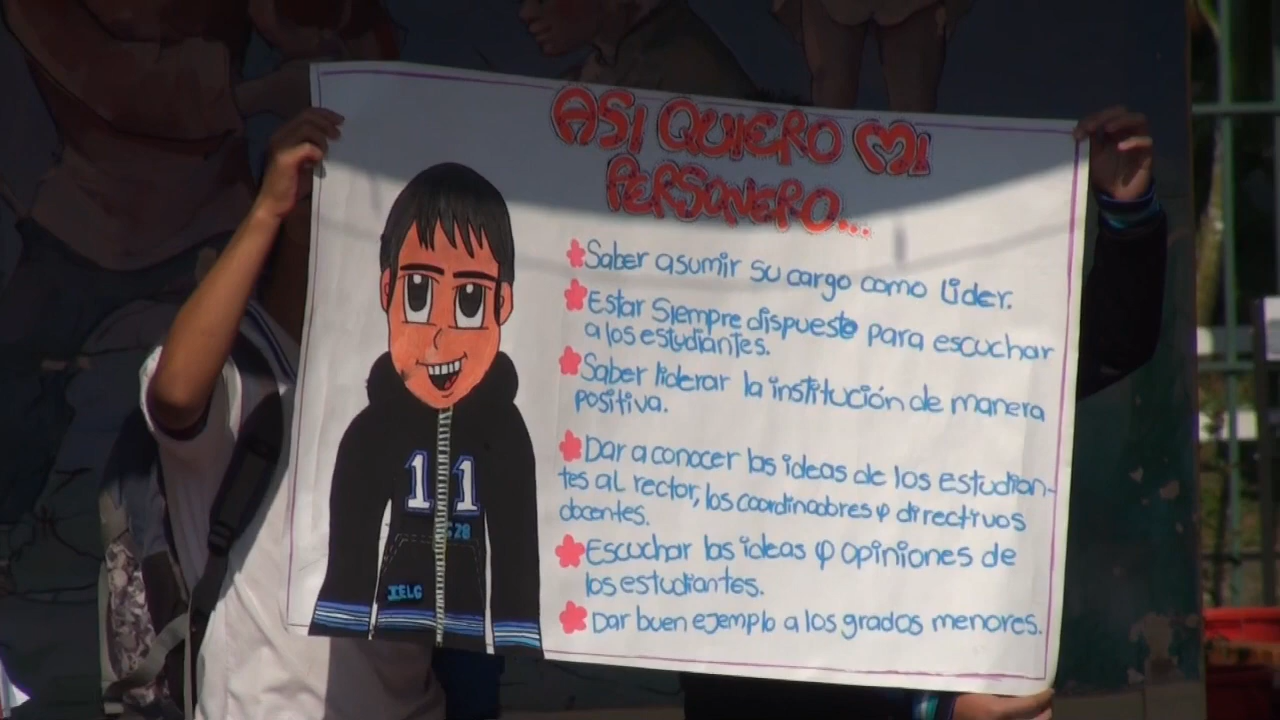 ASI QUIERO MI
PERSONERO...
Saber asumir su cargo como lider.
Estar Siempre dispuesto para escuchar
a los estudiantes.
Saber liderar la institución de manera
positiva.
Dar a conocer las ideas de los estudian-
tes al rector, los coordinadores y directivos
docentes.
Escuchar las ideas y opiniones de
los estudiantes.
Dar buen ejemplo a los grados menores.
11
IELG